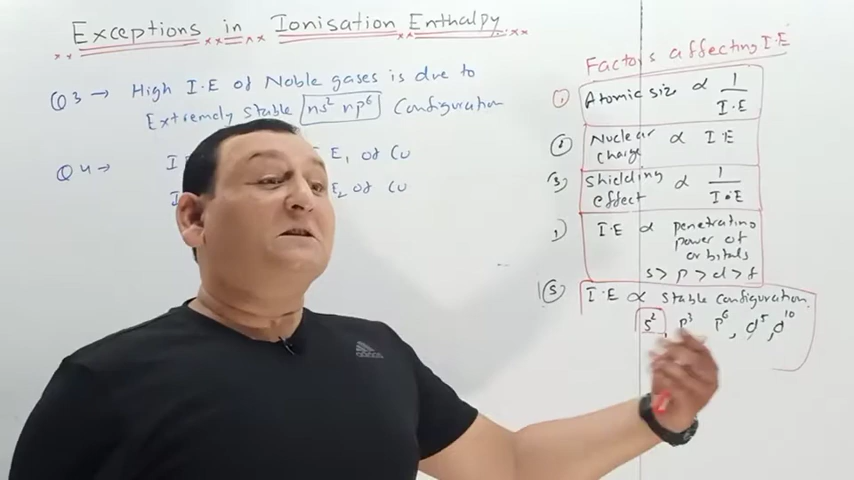 Exceptions in Ionisation Enthalpy
Q3 → High I.E of Noble gases is due to
Extremely stable ns² np⁶ Configuration
Q4 → I E₁ of Cu
I E₂ of Cu
Factors affecting I.E
① Atomic size ∝ 1/I.E
② Nuclear charge ∝ I.E
③ Shielding effect ∝ 1/I.E
I.E ∝ penetrating
power of
orbitals
s > p > d > f
⑤ I.E ∝ stable configuration
s², p³ p⁶, d⁵, d¹⁰
adidas